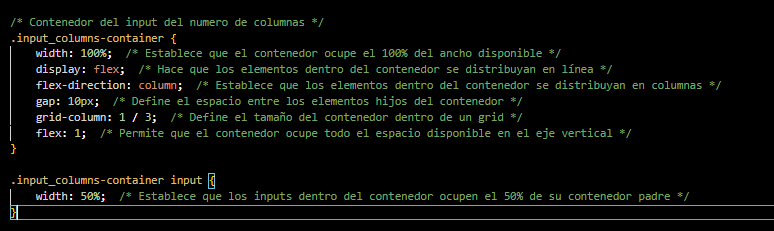 /* Contenedor del input del numero de columnas */
.input_columns-container {
width: 100%;  /* Establece que el contenedor ocupe el 100% del ancho disponible */
display: flex;  /* Hace que los elementos dentro del contenedor se distribuyan en línea */
flex-direction: column;  /* Establece que los elementos dentro del contenedor se distribuyan en columnas */
gap: 10px;  /* Define el espacio entre los elementos hijos del contenedor */
grid-column: 1 / 3;  /* Define el tamaño del contenedor dentro de un grid */
flex: 1;  /* Permite que el contenedor ocupe todo el espacio disponible en el eje vertical */
}
.input_columns-container input {
width: 50%;  /* Establece que los inputs dentro del contenedor ocupen el 50% de su contenedor padre */
}